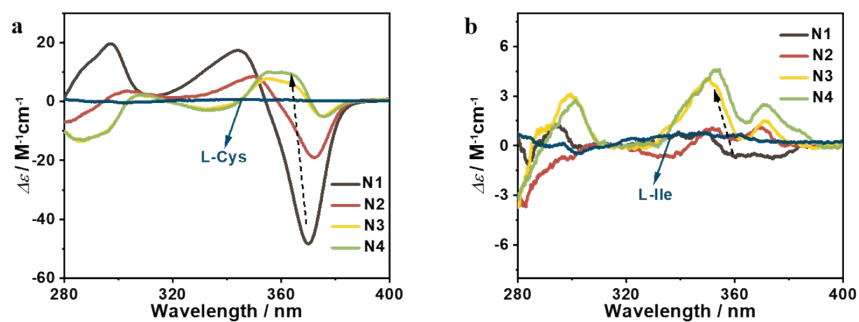 a
Δε / M⁻¹cm⁻¹
20
0
-20
-40
-60
L-Cys
N1
N2
N3
N4
280 320 360 400
Wavelength / nm
b
Δε / M⁻¹cm⁻¹
6
3
0
-3
-6
N1
N2
N3
N4
L-Ile
280 320 360 400
Wavelength / nm